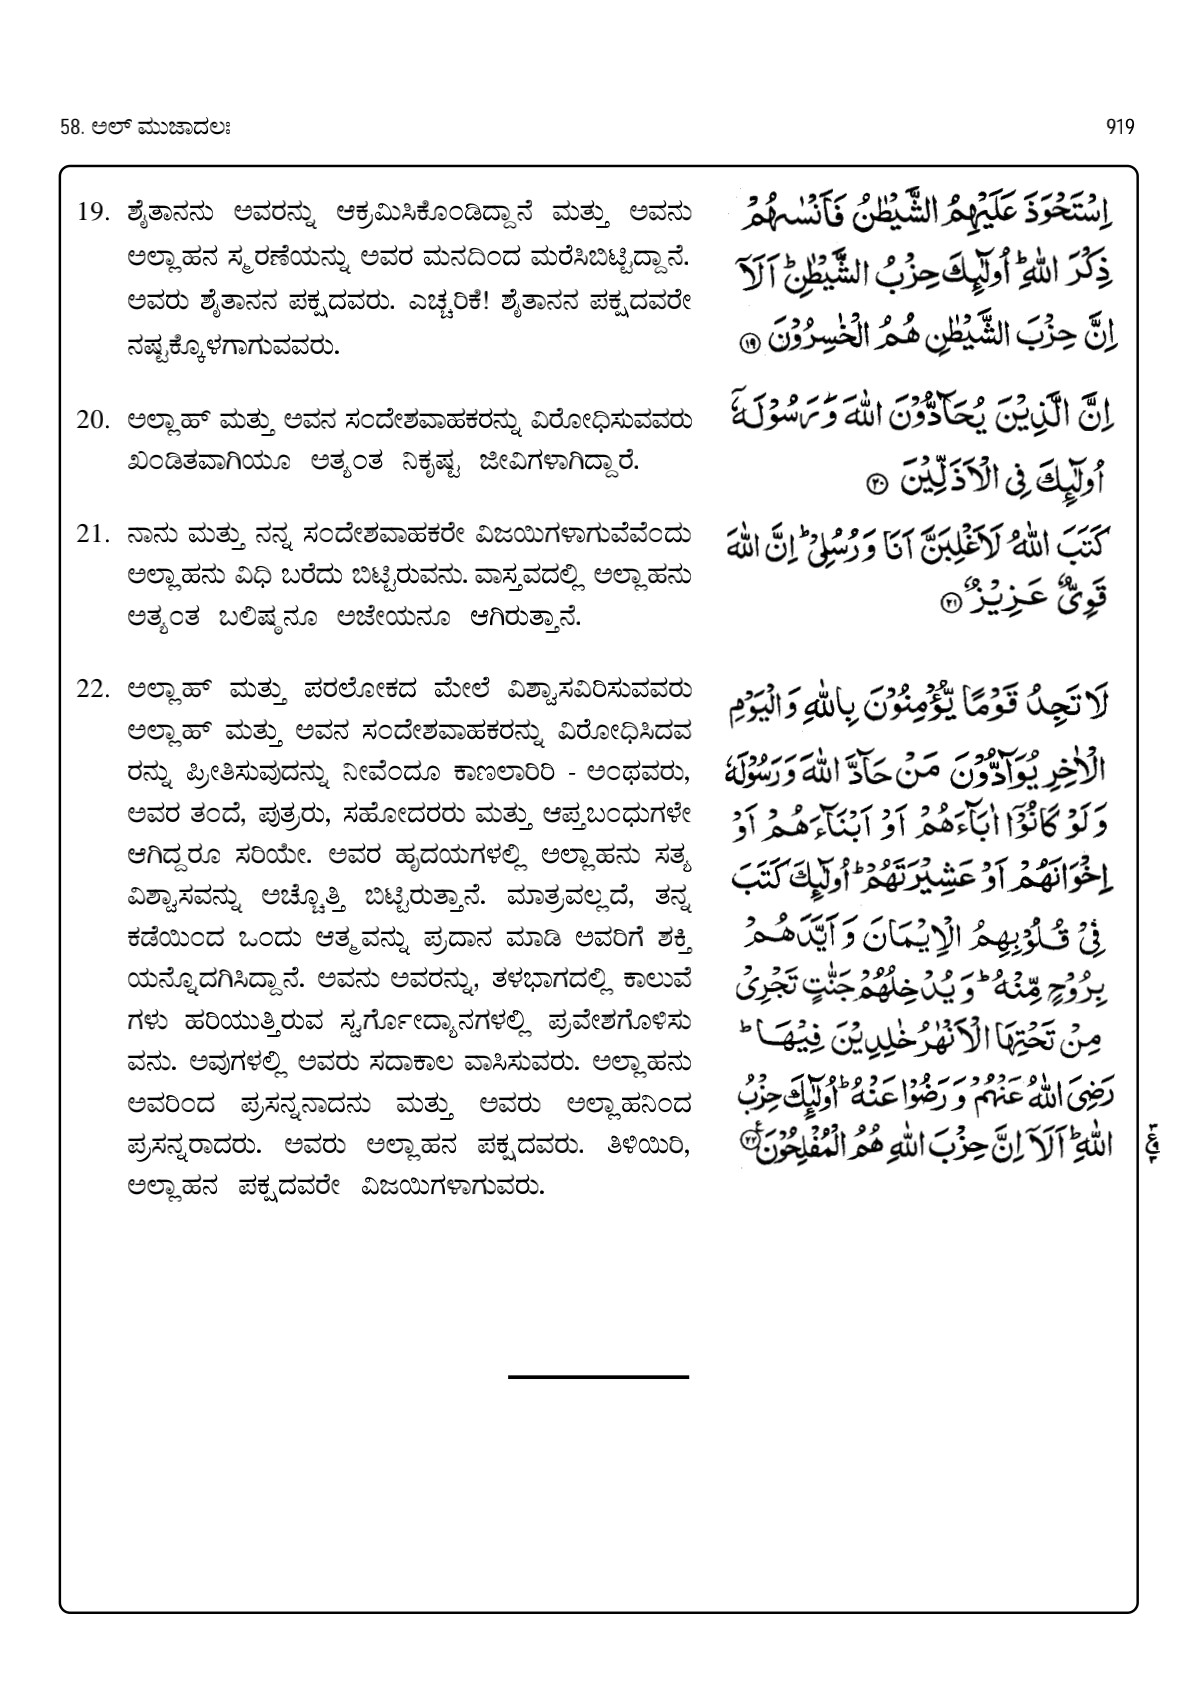 58. ಅಲ್ ಮುಜಾದಲಃ
919
19. ಶೈತಾನನು ಅವರನ್ನು ಆಕ್ರಮಿಸಿಕೊಂಡಿದ್ದಾನೆ ಮತ್ತು ಅವನು
ಅಲ್ಲಾಹನ ಸ್ಮರಣೆಯನ್ನು ಅವರ ಮನದಿಂದ ಮರೆಸಿಬಿಟ್ಟಿದ್ದಾನೆ.
ಅವರು ಶೈತಾನನ ಪಕ್ಷದವರು. ಎಚ್ಚರಿಕೆ! ಶೈತಾನನ ಪಕ್ಷದವರೇ
ನಷ್ಟಕ್ಕೊಳಗಾಗುವವರು.
20. ಅಲ್ಲಾಹ್ ಮತ್ತು ಅವನ ಸಂದೇಶವಾಹಕರನ್ನು ವಿರೋಧಿಸುವವರು
ಖಂಡಿತವಾಗಿಯೂ ಅತ್ಯಂತ ನಿಕೃಷ್ಟ ಜೀವಿಗಳಾಗಿದ್ದಾರೆ.
21. ನಾನು ಮತ್ತು ನನ್ನ ಸಂದೇಶವಾಹಕರೇ ವಿಜಯಿಗಳಾಗುವೆವೆಂದು
ಅಲ್ಲಾಹನು ವಿಧಿ ಬರೆದು ಬಿಟ್ಟಿರುವನು. ವಾಸ್ತವದಲ್ಲಿ ಅಲ್ಲಾಹನು
ಅತ್ಯಂತ ಬಲಿಷ್ಠನೂ ಅಜೇಯನೂ ಆಗಿರುತ್ತಾನೆ.
22. ಅಲ್ಲಾಹ್ ಮತ್ತು ಪರಲೋಕದ ಮೇಲೆ ವಿಶ್ವಾಸವಿರಿಸುವವರು
ಅಲ್ಲಾಹ್ ಮತ್ತು ಅವನ ಸಂದೇಶವಾಹಕರನ್ನು ವಿರೋಧಿಸಿದವ
ರನ್ನು ಪ್ರೀತಿಸುವುದನ್ನು ನೀವೆಂದೂ ಕಾಣಲಾರಿರಿ - ಅಂಥವರು,
ಅವರ ತಂದೆ, ಪುತ್ರರು, ಸಹೋದರರು ಮತ್ತು ಆಪ್ತಬಂಧುಗಳೇ
ಆಗಿದ್ದರೂ ಸರಿಯೇ. ಅವರ ಹೃದಯಗಳಲ್ಲಿ ಅಲ್ಲಾಹನು ಸತ್ಯ
ವಿಶ್ವಾಸವನ್ನು ಅಚ್ಚೊತ್ತಿ ಬಿಟ್ಟಿರುತ್ತಾನೆ. ಮಾತ್ರವಲ್ಲದೆ, ತನ್ನ
ಕಡೆಯಿಂದ ಒಂದು ಆತ್ಮವನ್ನು ಪ್ರದಾನ ಮಾಡಿ ಅವರಿಗೆ ಶಕ್ತಿ
ಯನ್ನೊದಗಿಸಿದ್ದಾನೆ. ಅವನು ಅವರನ್ನು, ತಳಭಾಗದಲ್ಲಿ ಕಾಲುವೆ
ಗಳು ಹರಿಯುತ್ತಿರುವ ಸ್ವರ್ಗೋದ್ಯಾನಗಳಲ್ಲಿ ಪ್ರವೇಶಗೊಳಿಸು
ವನು. ಅವುಗಳಲ್ಲಿ ಅವರು ಸದಾಕಾಲ ವಾಸಿಸುವರು. ಅಲ್ಲಾಹನು
ಅವರಿಂದ ಪ್ರಸನ್ನನಾದನು ಮತ್ತು ಅವರು ಅಲ್ಲಾಹನಿಂದ
ಪ್ರಸನ್ನರಾದರು. ಅವರು ಅಲ್ಲಾಹನ ಪಕ್ಷದವರು. ತಿಳಿಯಿರಿ,
ಅಲ್ಲಾಹನ ಪಕ್ಷದವರೇ ವಿಜಯಿಗಳಾಗುವರು.
اِسْتَحْوَذَ عَلَيْهِمُ الشَّيْطٰنُ فَاَنْسٰىهُمْ
ذِكْرَ اللّٰهِ ؕ اُولٰٓئِكَ حِزْبُ الشَّيْطٰنِ ؕ اَلَاۤ
اِنَّ حِزْبَ الشَّيْطٰنِ هُمُ الْخٰسِرُوْنَ ۱۹
اِنَّ الَّذِيْنَ يُحَآدُّوْنَ اللّٰهَ وَ رَسُوْلَهٗۤ
اُولٰٓئِكَ فِى الْاَذَلِّيْنَ ۲۰
كَتَبَ اللّٰهُ لَاَغْلِبَنَّ اَنَا وَ رُسُلِيْ ؕ اِنَّ اللّٰهَ
قَوِيٌّ عَزِيْزٌ ۲۱
لَا تَجِدُ قَوْمًا يُّؤْمِنُوْنَ بِاللّٰهِ وَ الْيَوْمِ
الْاٰخِرِ يُوَآدُّوْنَ مَنْ حَآدَّ اللّٰهَ وَ رَسُوْلَهٗ
وَ لَوْ كَانُوْۤا اٰبَآءَهُمْ اَوْ اَبْنَآءَهُمْ اَوْ
اِخْوَانَهُمْ اَوْ عَشِيْرَتَهُمْ ؕ اُولٰٓئِكَ كَتَبَ
فِيْ قُلُوْبِهِمُ الْاِيْمَانَ وَ اَيَّدَهُمْ
بِرُوْحٍ مِّنْهُ ؕ وَ يُدْخِلُهُمْ جَنّٰتٍ تَجْرِيْ
مِنْ تَحْتِهَا الْاَنْهٰرُ خٰلِدِيْنَ فِيْهَا ؕ
رَضِيَ اللّٰهُ عَنْهُمْ وَ رَضُوْا عَنْهُ ؕ اُولٰٓئِكَ حِزْبُ
اللّٰهِ ؕ اَلَاۤ اِنَّ حِزْبَ اللّٰهِ هُمُ الْمُفْلِحُوْنَ ۲۲